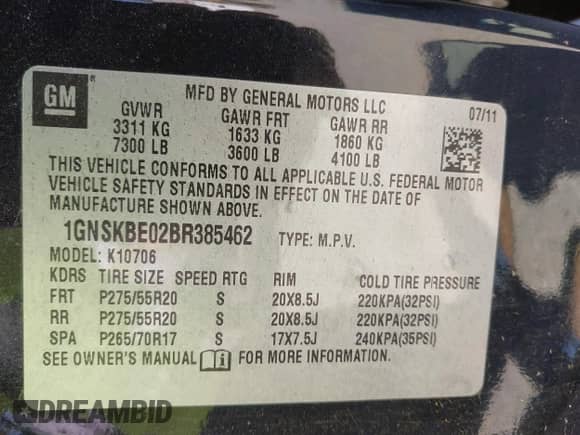 GM ®
MFD BY GENERAL MOTORS LLC
07/11
GVWR GAWR FRT GAWR RR
3311 KG 1633 KG 1860 KG
7300 LB 3600 LB 4100 LB
THIS VEHICLE CONFORMS TO ALL APPLICABLE U.S. FEDERAL MOTOR
VEHICLE SAFETY STANDARDS IN EFFECT ON THE DATE OF
MANUFACTURE SHOWN ABOVE.
1GNSKBE02BR385462 TYPE: M.P.V.
MODEL: K10706
KDRS TIRE SIZE SPEED RTG RIM COLD TIRE PRESSURE
FRT P275/55R20 S 20X8.5J 220KPA(32PSI)
RR P275/55R20 S 20X8.5J 220KPA(32PSI)
SPA P265/70R17 S 17X7.5J 240KPA(35PSI)
SEE OWNER'S MANUAL FOR MORE INFORMATION.
DREAMBID